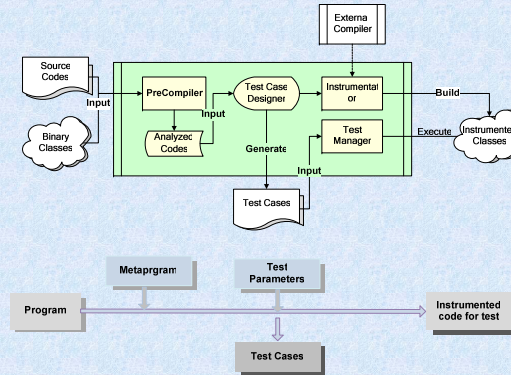 Externa
Compiler
Source
Codes
Input
Binary
Classes
PreCompiler
Analyzed
Codes
Input
Test Case
Designer
Generate
Instrumentat
or
Test
Manager
Input
Test Cases
Build
Execute
Instrumente
Classes
Metaprgram
Test
Parameters
Program
Instrumented
code for test
Test Cases